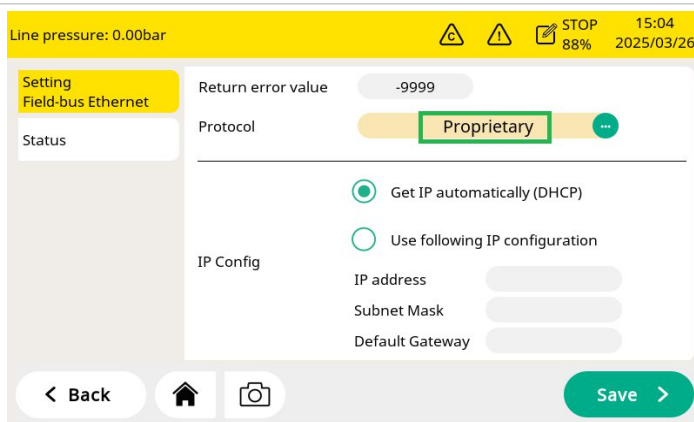 Line pressure: 0.00bar
C
!
STOP
88%
15:04
2025/03/26
Setting
Field-bus Ethernet
Status
Return error value
-9999
Protocol
Proprietary
...
Get IP automatically (DHCP)
Use following IP configuration
IP Config
IP address
Subnet Mask
Default Gateway
< Back
Save >